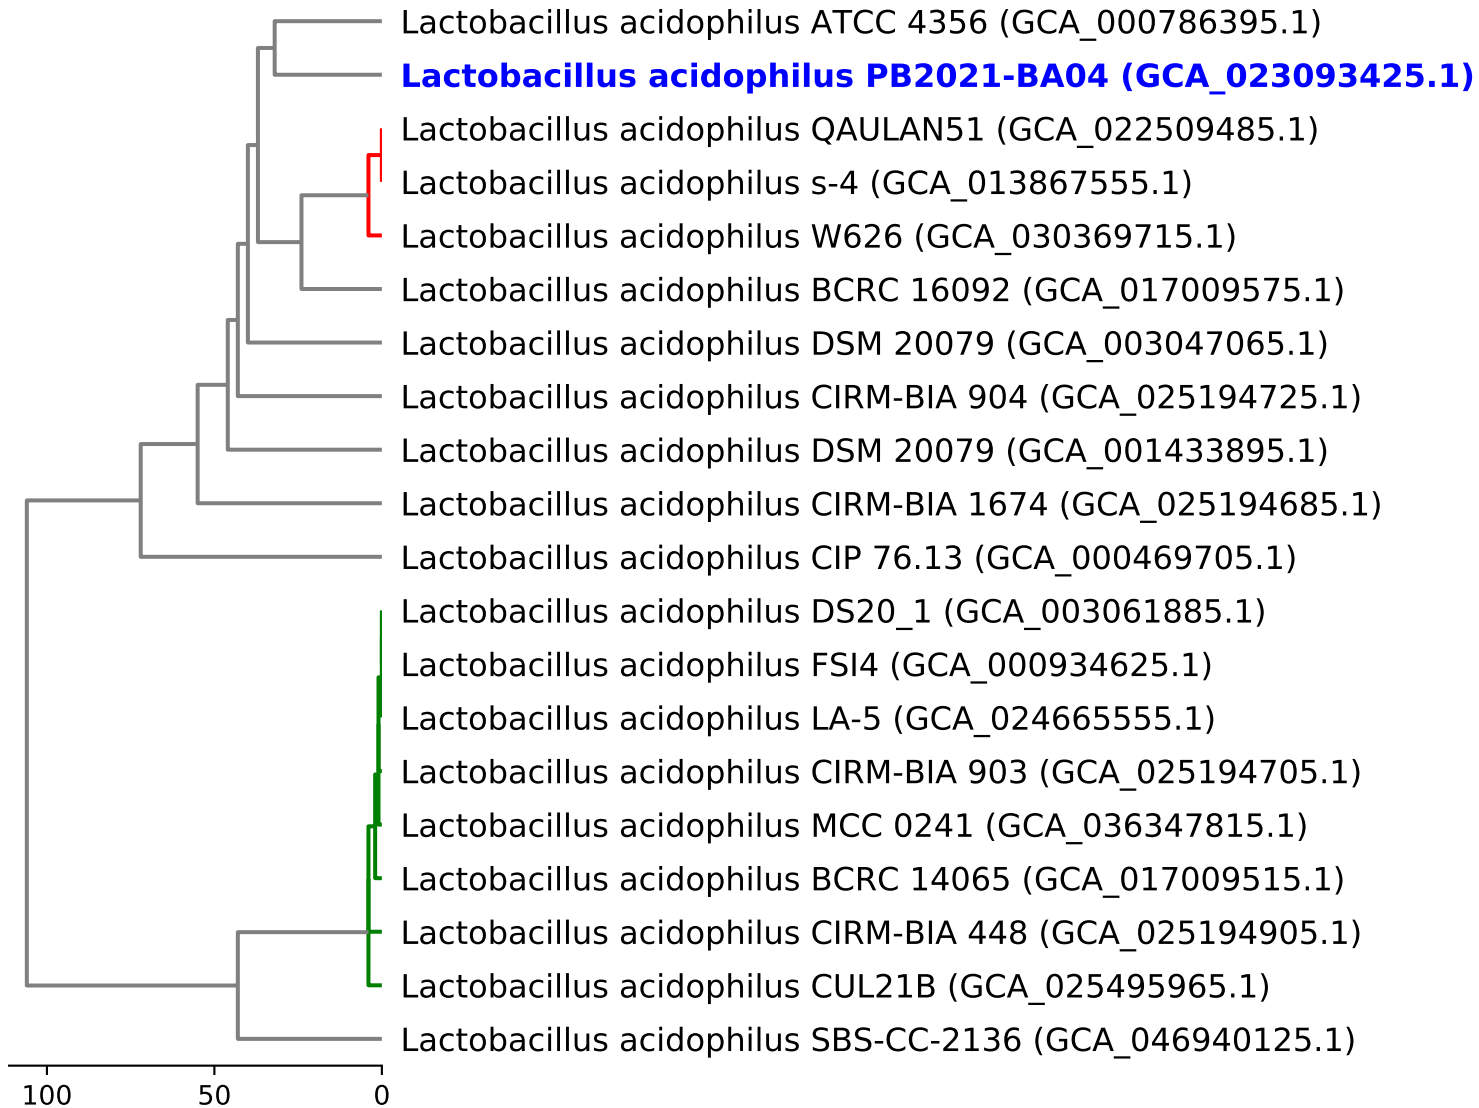 Lactobacillus acidophilus ATCC 4356 (GCA_000786395.1)
Lactobacillus acidophilus PB2021-BA04 (GCA_023093425.1)
Lactobacillus acidophilus QAULAN51 (GCA_022509485.1)
Lactobacillus acidophilus s-4 (GCA_013867555.1)
Lactobacillus acidophilus W626 (GCA_030369715.1)
Lactobacillus acidophilus BCRC 16092 (GCA_017009575.1)
Lactobacillus acidophilus DSM 20079 (GCA_003047065.1)
Lactobacillus acidophilus CIRM-BIA 904 (GCA_025194725.1)
Lactobacillus acidophilus DSM 20079 (GCA_001433895.1)
Lactobacillus acidophilus CIRM-BIA 1674 (GCA_025194685.1)
Lactobacillus acidophilus CIP 76.13 (GCA_000469705.1)
Lactobacillus acidophilus DS20_1 (GCA_003061885.1)
Lactobacillus acidophilus FSI4 (GCA_000934625.1)
Lactobacillus acidophilus LA-5 (GCA_024665555.1)
Lactobacillus acidophilus CIRM-BIA 903 (GCA_025194705.1)
Lactobacillus acidophilus MCC 0241 (GCA_036347815.1)
Lactobacillus acidophilus BCRC 14065 (GCA_017009515.1)
Lactobacillus acidophilus CIRM-BIA 448 (GCA_025194905.1)
Lactobacillus acidophilus CUL21B (GCA_025495965.1)
Lactobacillus acidophilus SBS-CC-2136 (GCA_046940125.1)
100 50 0